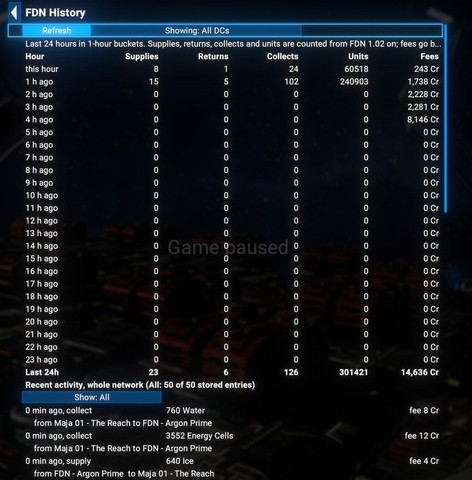 FDN History
Refresh Showing: All DCs
Last 24 hours in 1-hour buckets. Supplies, returns, collects and units are counted from FDN 1.02 on; fees go b...
Hour Supplies Returns Collects Units Fees
this hour 8 1 24 60518 243 Cr
1 h ago 15 5 102 240903 1,738 Cr
2 h ago 0 0 0 0 2,228 Cr
3 h ago 0 0 0 0 2,281 Cr
4 h ago 0 0 0 0 8,146 Cr
5 h ago 0 0 0 0 0 Cr
6 h ago 0 0 0 0 0 Cr
7 h ago 0 0 0 0 0 Cr
8 h ago 0 0 0 0 0 Cr
9 h ago 0 0 0 0 0 Cr
10 h ago 0 0 0 0 0 Cr
11 h ago 0 0 0 0 0 Cr
12 h ago 0 0 0 0 0 Cr
13 h ago 0 0 0 0 0 Cr
14 h ago 0 0 0 0 0 Cr
Game paused
15 h ago 0 0 0 0 0 Cr
16 h ago 0 0 0 0 0 Cr
17 h ago 0 0 0 0 0 Cr
18 h ago 0 0 0 0 0 Cr
19 h ago 0 0 0 0 0 Cr
20 h ago 0 0 0 0 0 Cr
21 h ago 0 0 0 0 0 Cr
22 h ago 0 0 0 0 0 Cr
23 h ago 0 0 0 0 0 Cr
Last 24h 23 6 126 301421 14,636 Cr
Recent activity, whole network (All: 50 of 50 stored entries)
Show: All
0 min ago, collect 760 Water fee 8 Cr
from Maja 01 - The Reach to FDN - Argon Prime
0 min ago, collect 3552 Energy Cells fee 12 Cr
from Maja 01 - The Reach to FDN - Argon Prime
0 min ago, supply 640 Ice fee 4 Cr
from FDN - Argon Prime to Maja 01 - The Reach